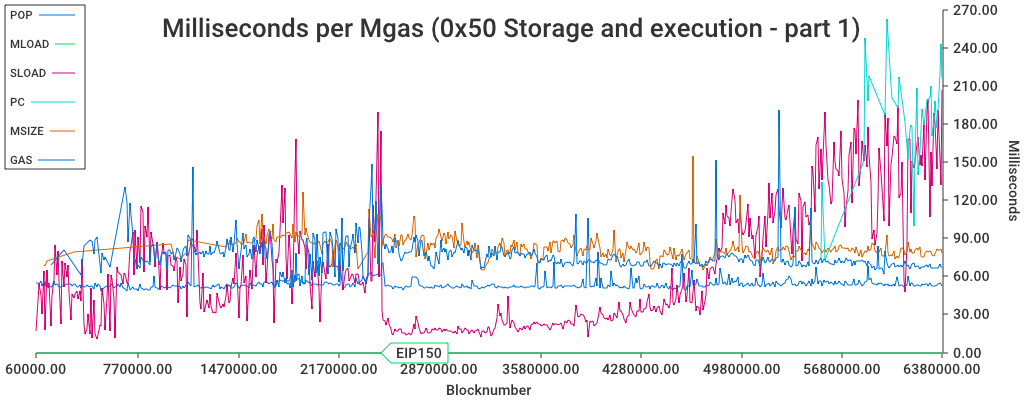 Milliseconds per Mgas (0x50 Storage and execution - part 1)
POP
MLOAD
SLOAD
PC
MSIZE
GAS
270.00
240.00
210.00
180.00
150.00
120.00
90.00
60.00
30.00
0.00
Milliseconds
EIP150
60000.00 770000.00 1470000.00 2170000.00 2870000.00 3580000.00 4280000.00 4980000.00 5680000.00 6380000.00
Blocknumber